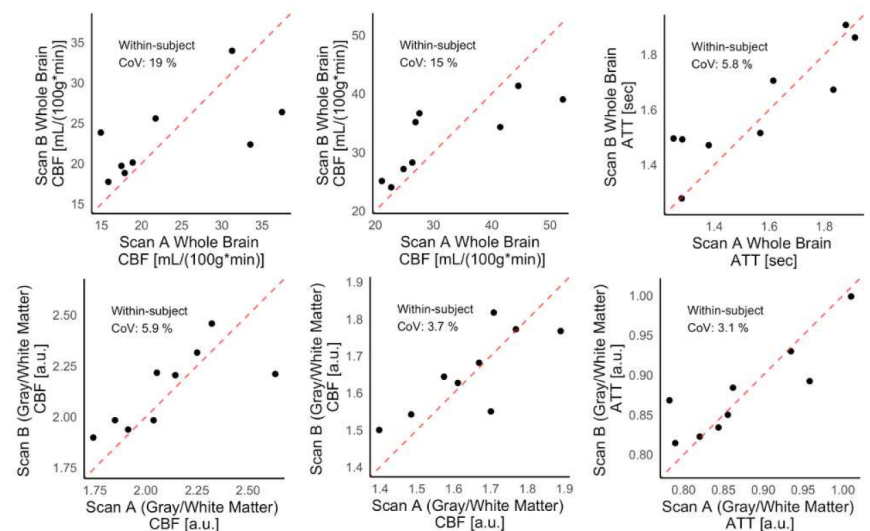 Scan B Whole Brain
CBF [mL/(100g*min)]
35
30
25
20
15
Within-subject
CoV: 19 %
15 20 25 30 35
Scan A Whole Brain
CBF [mL/(100g*min)]
Scan B Whole Brain
CBF [mL/(100g*min)]
50
40
30
20
Within-subject
CoV: 15 %
20 30 40 50
Scan A Whole Brain
CBF [mL/(100g*min)]
Scan B Whole Brain
ATT [sec]
1.8
1.6
1.4
Within-subject
CoV: 5.8 %
1.4 1.6 1.8
Scan A Whole Brain
ATT [sec]
Scan B (Gray/White Matter)
CBF [a.u.]
2.50
2.25
2.00
1.75
Within-subject
CoV: 5.9 %
1.75 2.00 2.25 2.50
Scan A (Gray/White Matter)
CBF [a.u.]
Scan B (Gray/White Matter)
CBF [a.u.]
1.9
1.8
1.7
1.6
1.5
1.4
Within-subject
CoV: 3.7 %
1.4 1.5 1.6 1.7 1.8 1.9
Scan A (Gray/White Matter)
CBF [a.u.]
Scan B (Gray/White Matter)
ATT [a.u.]
1.00
0.95
0.90
0.85
0.80
Within-subject
CoV: 3.1 %
0.80 0.85 0.90 0.95 1.00
Scan A (Gray/White Matter)
ATT [a.u.]